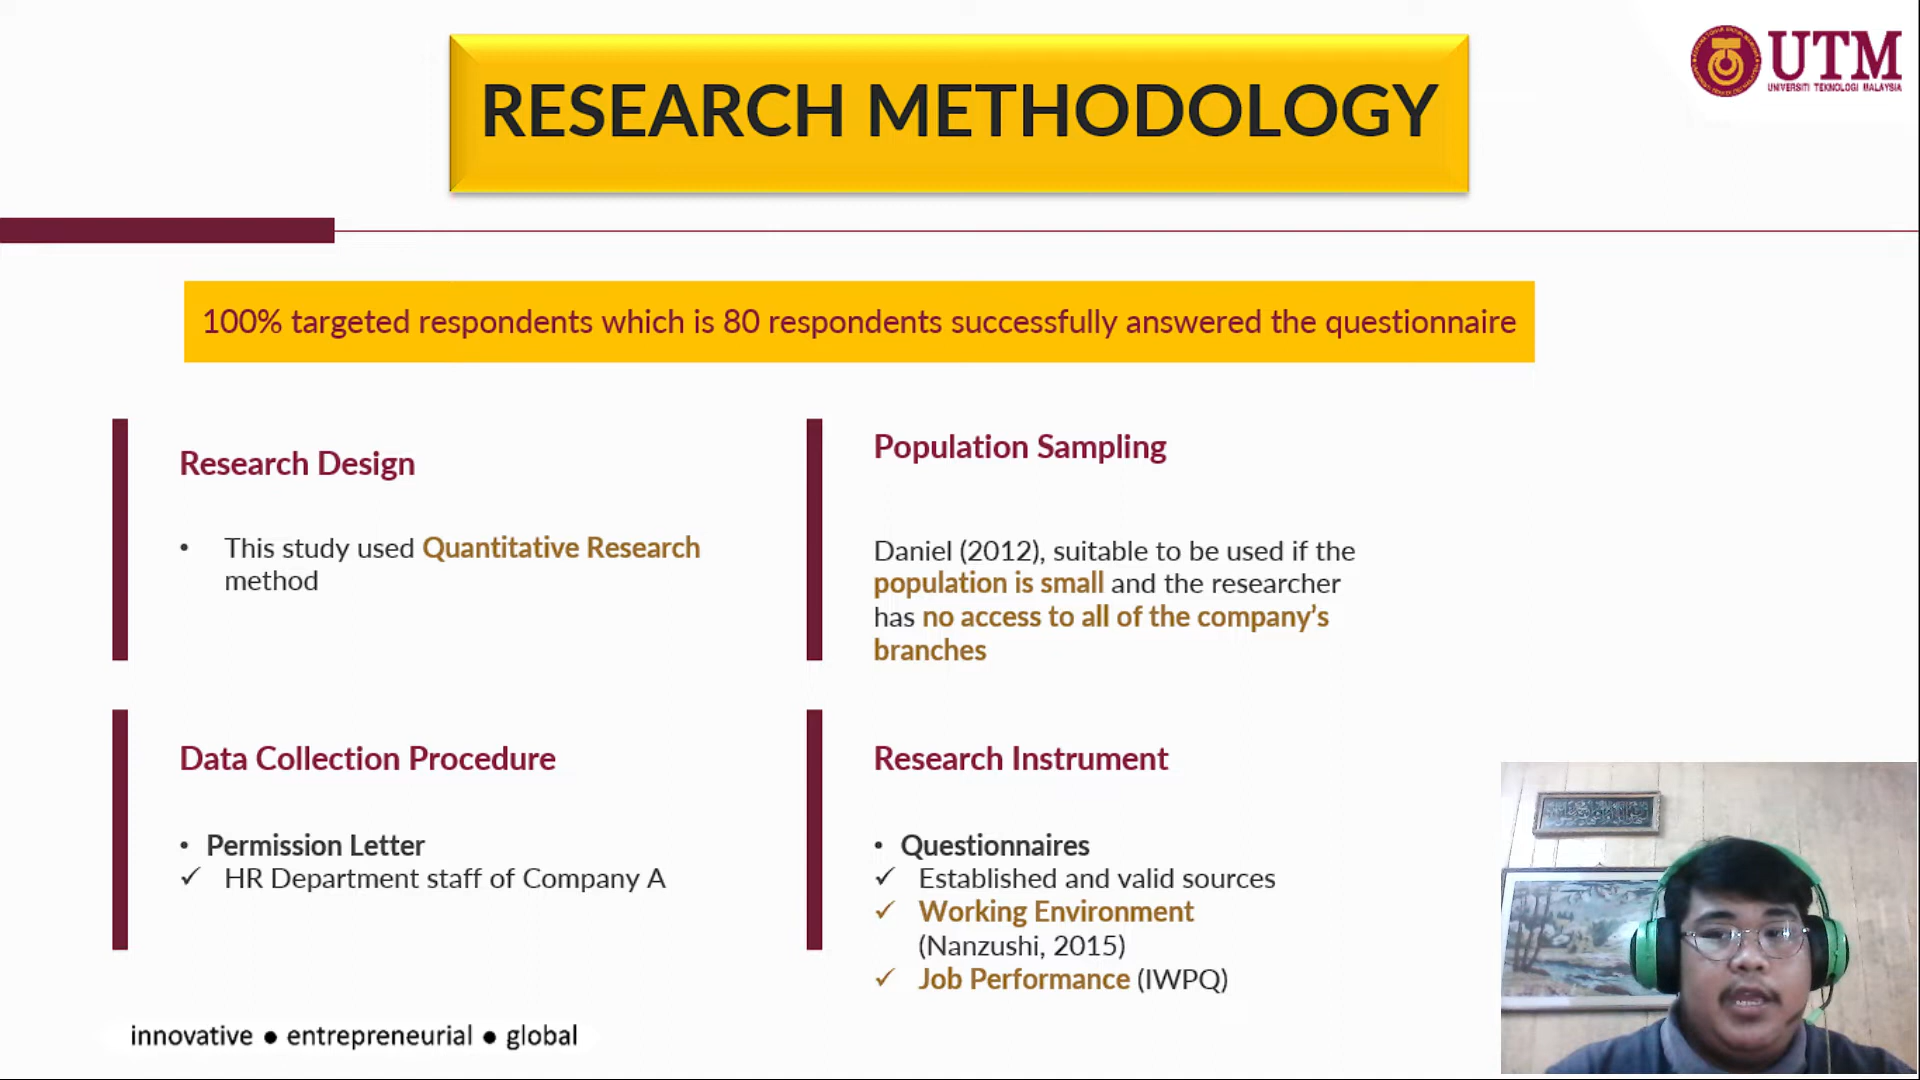 RESEARCH METHODOLOGY
UTM
UNIVERSITI TEKNOLOGI MALAYSIA
100% targeted respondents which is 80 respondents successfully answered the questionnaire
Research Design
• This study used Quantitative Research
method
Population Sampling
Daniel (2012), suitable to be used if the
population is small and the researcher
has no access to all of the company’s
branches
Data Collection Procedure
• Permission Letter
✓ HR Department staff of Company A
Research Instrument
• Questionnaires
✓ Established and valid sources
✓ Working Environment
(Nanzushi, 2015)
✓ Job Performance (IWPQ)
innovative ● entrepreneurial ● global